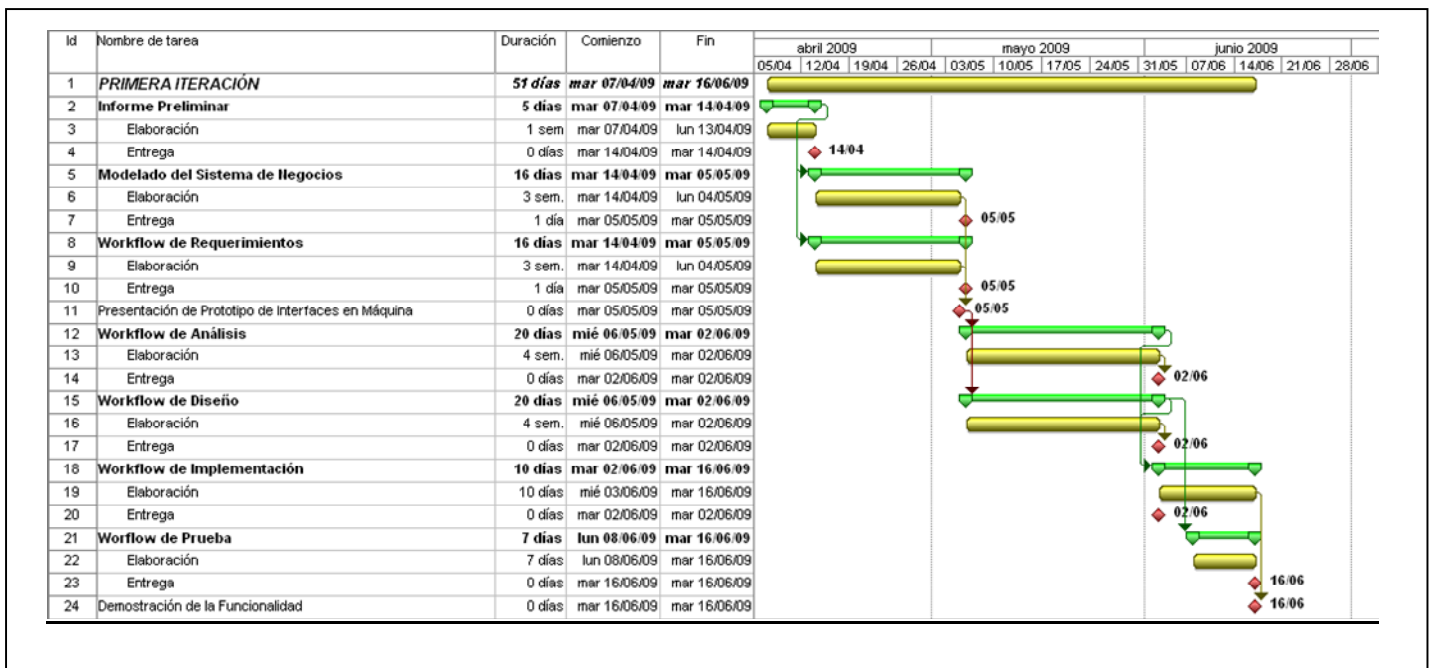 Id Nombre de tarea Duración Comienzo Fin
abril 2009 mayo 2009 junio 2009
05/04 12/04 19/04 26/04 03/05 10/05 17/05 24/05 31/05 07/06 14/06 21/06 28/06
1 PRIMERA ITERACIÓN 51 días mar 07/04/09 mar 16/06/09
2 Informe Preliminar 5 días mar 07/04/09 mar 14/04/09
3 Elaboración 1 sem mar 07/04/09 lun 13/04/09
4 Entrega 0 días mar 14/04/09 mar 14/04/09 14/04
5 Modelado del Sistema de Negocios 16 días mar 14/04/09 mar 05/05/09
6 Elaboración 3 sem. mar 14/04/09 lun 04/05/09
7 Entrega 1 día mar 05/05/09 mar 05/05/09 05/05
8 Workflow de Requerimientos 16 días mar 14/04/09 mar 05/05/09
9 Elaboración 3 sem. mar 14/04/09 lun 04/05/09
10 Entrega 1 día mar 05/05/09 mar 05/05/09 05/05
11 Presentación de Prototipo de Interfaces en Máquina 0 días mar 05/05/09 mar 05/05/09 05/05
12 Workflow de Análisis 20 días mié 06/05/09 mar 02/06/09
13 Elaboración 4 sem. mié 06/05/09 mar 02/06/09
14 Entrega 0 días mar 02/06/09 mar 02/06/09 02/06
15 Workflow de Diseño 20 días mié 06/05/09 mar 02/06/09
16 Elaboración 4 sem. mié 06/05/09 mar 02/06/09
17 Entrega 0 días mar 02/06/09 mar 02/06/09 02/06
18 Workflow de Implementación 10 días mar 02/06/09 mar 16/06/09
19 Elaboración 10 días mié 03/06/09 mar 16/06/09
20 Entrega 0 días mar 02/06/09 mar 02/06/09 02/06
21 Worflow de Prueba 7 días lun 08/06/09 mar 16/06/09
22 Elaboración 7 días lun 08/06/09 mar 16/06/09
23 Entrega 0 días mar 16/06/09 mar 16/06/09 16/06
24 Demostración de la Funcionalidad 0 días mar 16/06/09 mar 16/06/09 16/06